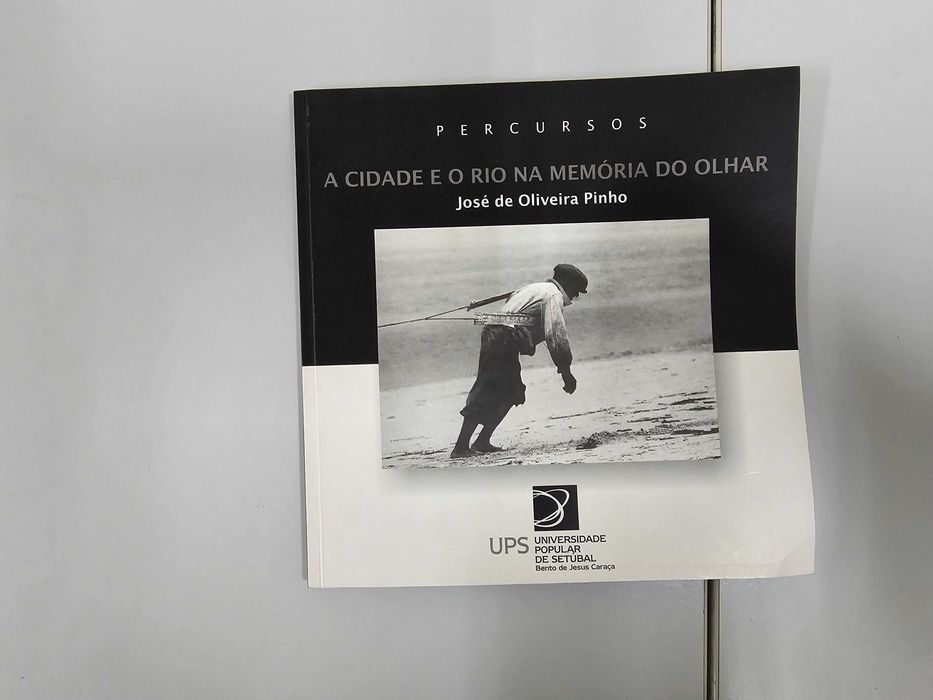 PERCURSOS
A CIDADE E O RIO NA MEMÓRIA DO OLHAR
José de Oliveira Pinho
UPS UNIVERSIDADE
POPULAR
DE SETÚBAL
Bento de Jesus Caraça